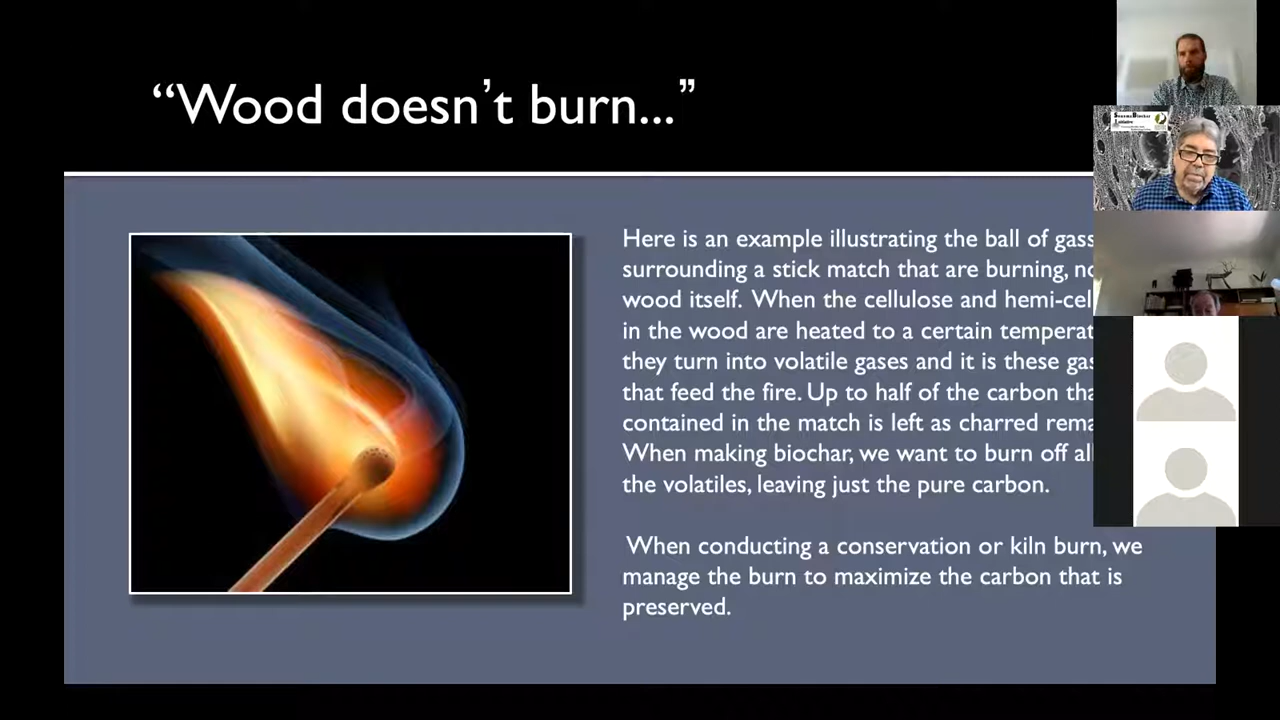 “Wood doesn’t burn...”
Here is an example illustrating the ball of
surrounding a stick match that are burning,
wood itself. When the cellulose and
in the wood are heated to a certain
they turn into volatile gases and it is these
that feed the fire. Up to half of the carbon
contained in the match is left as charred
When making biochar, we want to burn off
the volatiles, leaving just the pure carbon.
When conducting a conservation or kiln burn, we
manage the burn to maximize the carbon that is
preserved.